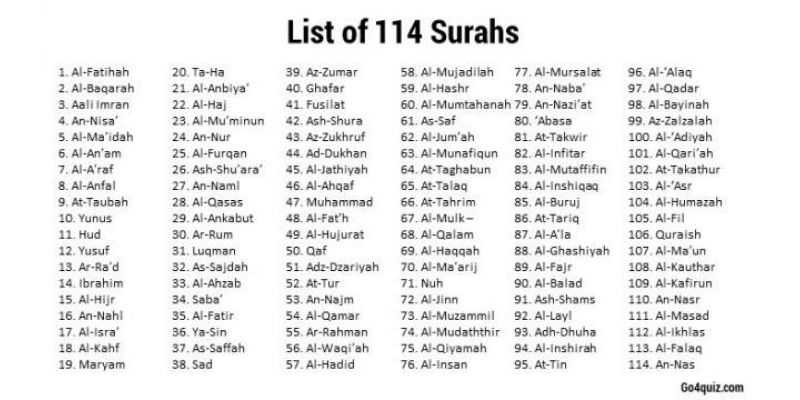 List of 114 Surahs
1. Al-Fatihah
2. Al-Baqarah
3. Aali Imran
4. An-Nisa’
5. Al-Ma’idah
6. Al-An’am
7. Al-A’raf
8. Al-Anfal
9. At-Taubah
10. Yunus
11. Hud
12. Yusuf
13. Ar-Ra’d
14. Ibrahim
15. Al-Hijr
16. An-Nahl
17. Al-Isra’
18. Al-Kahf
19. Maryam
20. Ta-Ha
21. Al-Anbiya’
22. Al-Haj
23. Al-Mu’minun
24. An-Nur
25. Al-Furqan
26. Ash-Shu’ara’
27. An-Naml
28. Al-Qasas
29. Al-Ankabut
30. Ar-Rum
31. Luqman
32. As-Sajdah
33. Al-Ahzab
34. Saba’
35. Al-Fatir
36. Ya-Sin
37. As-Saffah
38. Sad
39. Az-Zumar
40. Ghafar
41. Fusilat
42. Ash-Shura
43. Az-Zukhruf
44. Ad-Dukhan
45. Al-Jathiyah
46. Al-Ahqaf
47. Muhammad
48. Al-Fat’h
49. Al-Hujurat
50. Qaf
51. Adz-Dzariyah
52. At-Tur
53. An-Najm
54. Al-Qamar
55. Ar-Rahman
56. Al-Waqi’ah
57. Al-Hadid
58. Al-Mujadilah
59. Al-Hashr
60. Al-Mumtahanah
61. As-Saf
62. Al-Jum’ah
63. Al-Munafiqun
64. At-Taghabun
65. At-Talaq
66. At-Tahrim
67. Al-Mulk –
68. Al-Qalam
69. Al-Haqqah
70. Al-Ma’arij
71. Nuh
72. Al-Jinn
73. Al-Muzammil
74. Al-Mudaththir
75. Al-Qiyamah
76. Al-Insan
77. Al-Mursalat
78. An-Naba’
79. An-Nazi’at
80. ‘Abasa
81. At-Takwir
82. Al-Infitar
83. Al-Mutaffifin
84. Al-Inshiqaq
85. Al-Buruj
86. At-Tariq
87. Al-A’la
88. Al-Ghashiyah
89. Al-Fajr
90. Al-Balad
91. Ash-Shams
92. Al-Layl
93. Adh-Dhuha
94. Al-Inshirah
95. At-Tin
96. Al-‘Alaq
97. Al-Qadar
98. Al-Bayinah
99. Az-Zalzalah
100. Al-‘Adiyah
101. Al-Qari’ah
102. At-Takathur
103. Al-‘Asr
104. Al-Humazah
105. Al-Fil
106. Quraish
107. Al-Ma’un
108. Al-Kauthar
109. Al-Kafirun
110. An-Nasr
111. Al-Masad
112. Al-Ikhlas
113. Al-Falaq
114. An-Nas
Go4quiz.com